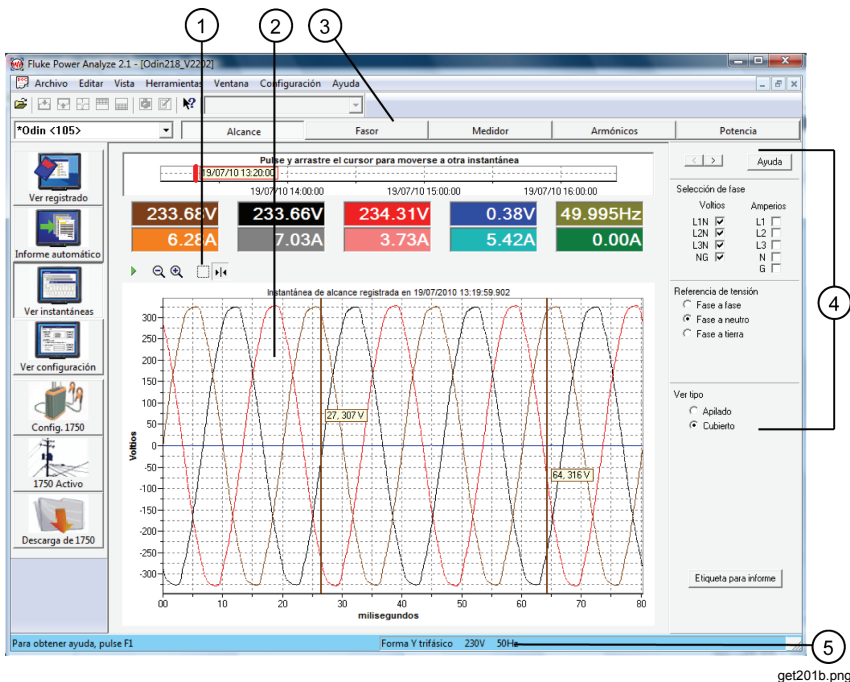 1
2
3
Fluke Power Analyze 2.1 - [Odin218_V2202]
Archivo Editar Vista Herramientas Ventana Configuración Ayuda
*Odin <105>
Alcance
Fasor
Medidor
Armónicos
Potencia
Ver registrado
Informe automático
Ver instantáneas
Ver configuración
Config. 1750
1750 Activo
Descarga de 1750
Pulse y arrastre el cursor para moverse a otra instantánea
19/07/10 13:20:00
19/07/10 14:00:00
19/07/10 15:00:00
19/07/10 16:00:00
233.68V 233.66V 234.31V 0.38V 49.995Hz
6.28A 7.03A 3.73A 5.42A 0.00A
Instantánea de alcance registrada en 19/07/2010 13:19:59.902
Voltios
300
250
200
150
100
50
0
-50
-100
-150
-200
-250
-300
27, 307 V
64, 316 V
00 10 20 30 40 50 60 70 80
milisegundos
< >
Ayuda
Selección de fase
Voltios Amperios
L1N L1
L2N L2
L3N L3
NG N
G
Referencia de tensión
Fase a fase
Fase a neutro
Fase a tierra
Ver tipo
Apilado
Cubierto
Etiqueta para informe
4
Para obtener ayuda, pulse F1
Forma Y trifásico 230V 50Hz
5
get201b.png